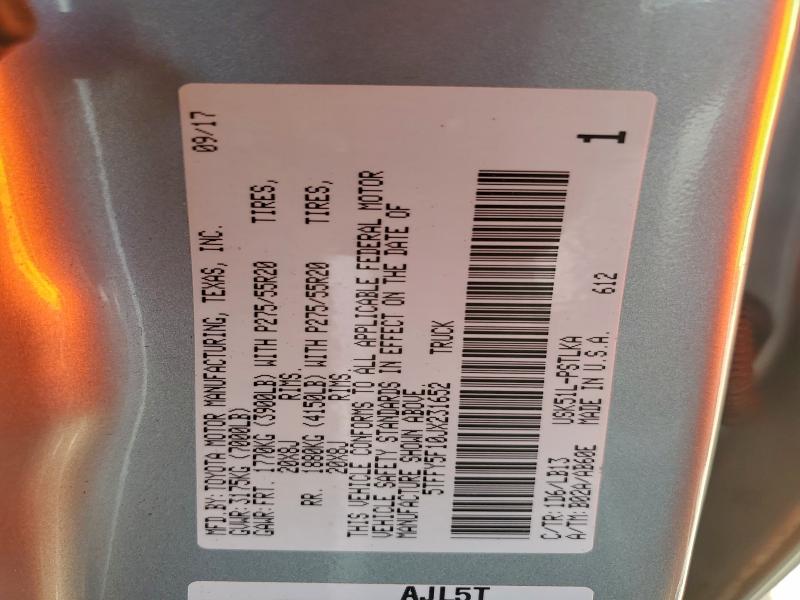 09/17
MFD BY: TOYOTA MOTOR MANUFACTURING, TEXAS, INC.
GVWR: 3175KG (7000LB)
GAWR: FRT. 1770KG (3900LB) WITH P275/55R20 TIRES,
20X8J RIMS.
RR. 1880KG (4150LB) WITH P275/55R20 TIRES,
20X8J RIMS.
THIS VEHICLE CONFORMS TO ALL APPLICABLE FEDERAL MOTOR
VEHICLE SAFETY STANDARDS IN EFFECT ON THE DATE OF
MANUFACTURE SHOWN ABOVE.
5TFFY5F10JX231652 TRUCK
C/TR: 1D6/LB13 USK51L-PSTLKA
A/TM: B02A/AB60E MADE IN U.S.A. 612
1
AJL5T